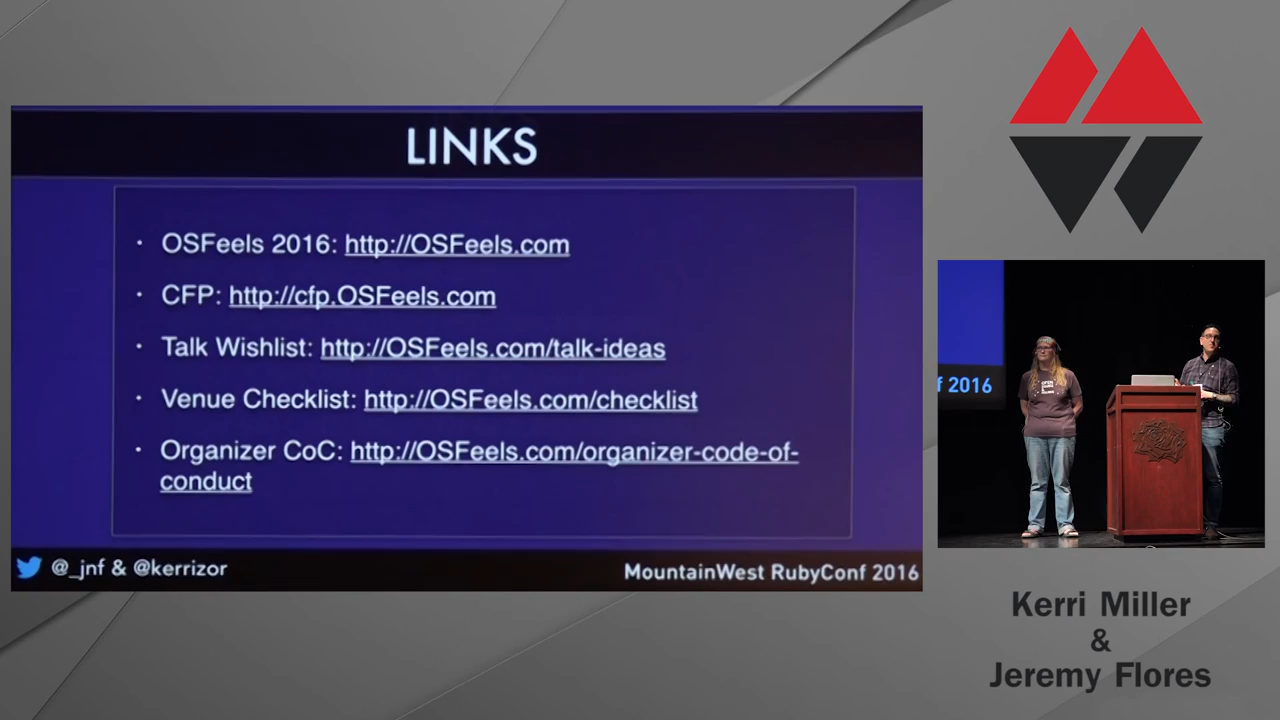 LINKS
• OSFeels 2016: http://OSFeels.com
• CFP: http://cfp.OSFeels.com
• Talk Wishlist: http://OSFeels.com/talk-ideas
• Venue Checklist: http://OSFeels.com/checklist
• Organizer CoC: http://OSFeels.com/organizer-code-of-
conduct
@_jnf & @kerrizor
MountainWest RubyConf 2016
f 2016
Kerri Miller
&
Jeremy Flores